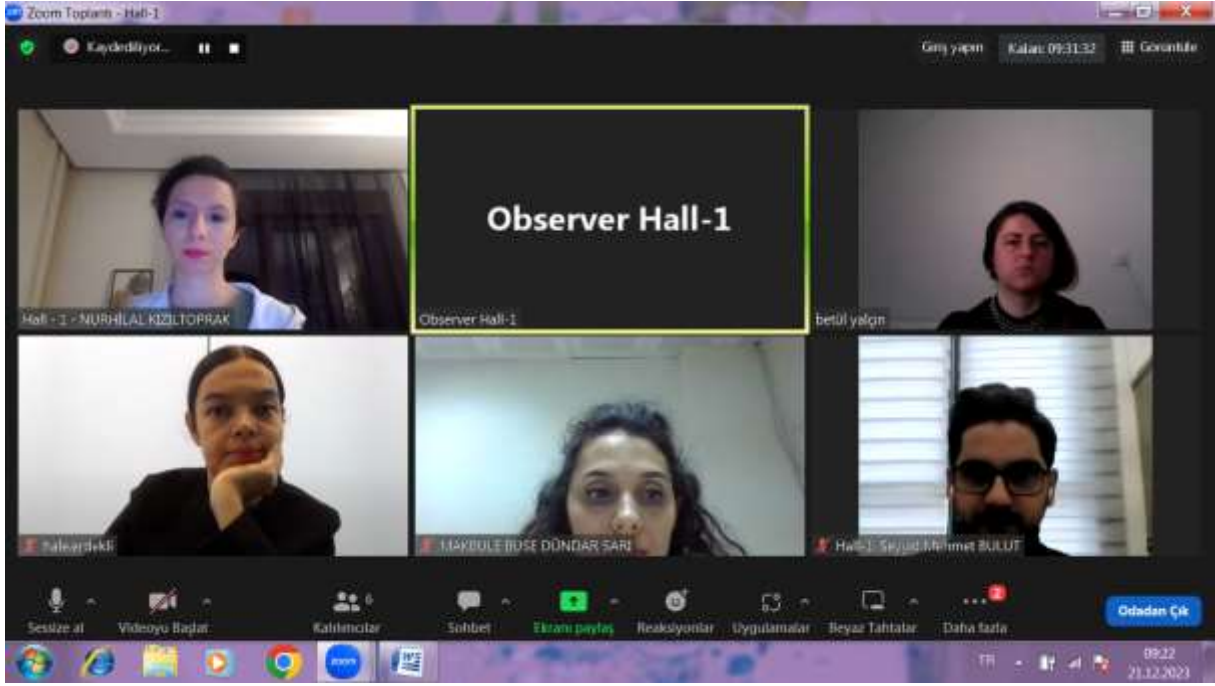 Zoom Toplantı - Hall-1
Kaydediliyor...
Giriş yapın
Kalan: 09:31:32
Görüntüle
Hall - 1 - NURHİLAL KIZILTOPRAK
Observer Hall-1
Observer Hall-1
betül yalçın
haleardekli
MAKBULE BUSE DÜNDAR SARI
Hall-1. Seyyid Mehmet BULUT
Sessize al
Videoyu Başlat
6
Katılımcılar
Sohbet
Ekranı paylaş
Reaksiyonlar
Uygulamalar
Beyaz Tahtalar
2
Daha fazla
Odadan Çık
zoom
TR
09:22
21.12.2023